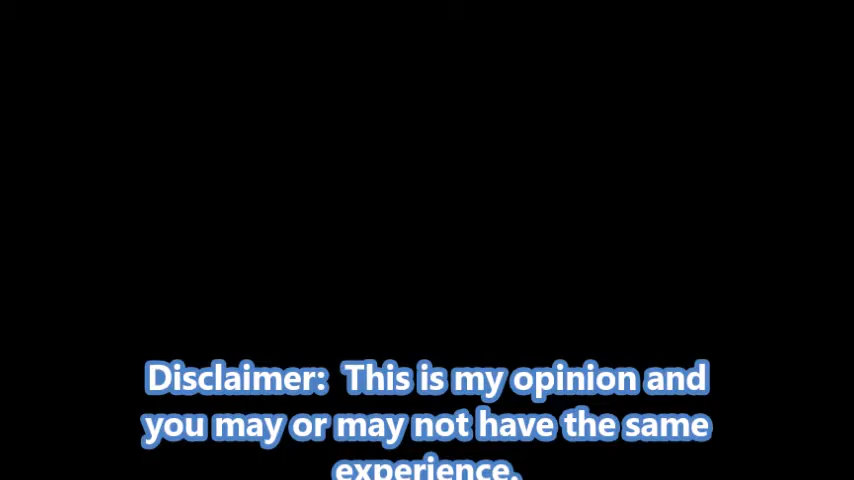 Disclaimer:  This is my opinion and
you may or may not have the same
experience.